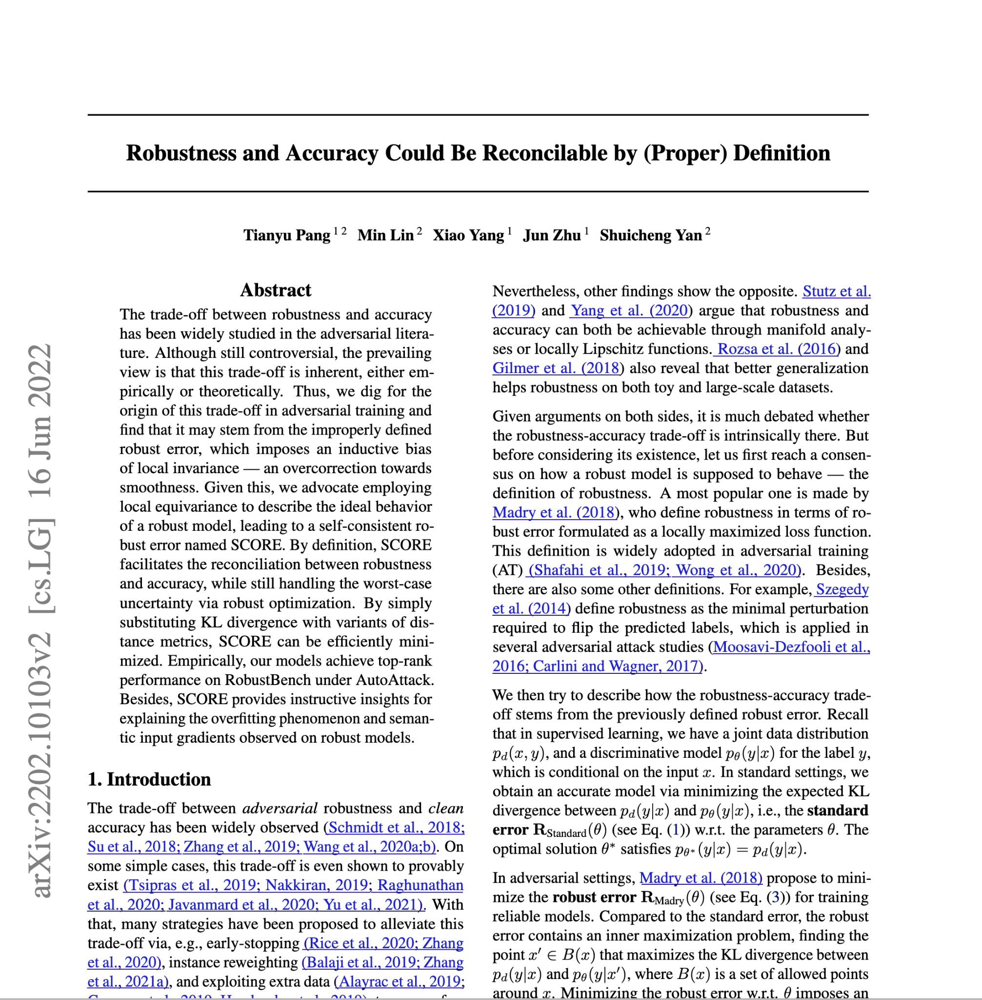 arXiv:2202.10103v2 [cs.LG] 16 Jun 2022
Robustness and Accuracy Could Be Reconcilable by (Proper) Definition
Tianyu Pang 1 2 Min Lin 2 Xiao Yang 1 Jun Zhu 1 Shuicheng Yan 2
Abstract
The trade-off between robustness and accuracy
has been widely studied in the adversarial litera-
ture. Although still controversial, the prevailing
view is that this trade-off is inherent, either em-
pirically or theoretically. Thus, we dig for the
origin of this trade-off in adversarial training and
find that it may stem from the improperly defined
robust error, which imposes an inductive bias
of local invariance — an overcorrection towards
smoothness. Given this, we advocate employing
local equivariance to describe the ideal behavior
of a robust model, leading to a self-consistent ro-
bust error named SCORE. By definition, SCORE
facilitates the reconciliation between robustness
and accuracy, while still handling the worst-case
uncertainty via robust optimization. By simply
substituting KL divergence with variants of dis-
tance metrics, SCORE can be efficiently mini-
mized. Empirically, our models achieve top-rank
performance on RobustBench under AutoAttack.
Besides, SCORE provides instructive insights for
explaining the overfitting phenomenon and seman-
tic input gradients observed on robust models.
1. Introduction
The trade-off between adversarial robustness and clean
accuracy has been widely observed (Schmidt et al., 2018;
Su et al., 2018; Zhang et al., 2019; Wang et al., 2020a;b). On
some simple cases, this trade-off is even shown to provably
exist (Tsipras et al., 2019; Nakkiran, 2019; Raghunathan
et al., 2020; Javanmard et al., 2020; Yu et al., 2021). With
that, many strategies have been proposed to alleviate this
trade-off via, e.g., early-stopping (Rice et al., 2020; Zhang
et al., 2020), instance reweighting (Balaji et al., 2019; Zhang
et al., 2021a), and exploiting extra data (Alayrac et al., 2019;
Nevertheless, other findings show the opposite. Stutz et al.
(2019) and Yang et al. (2020) argue that robustness and
accuracy can both be achievable through manifold analy-
ses or locally Lipschitz functions. Rozsa et al. (2016) and
Gilmer et al. (2018) also reveal that better generalization
helps robustness on both toy and large-scale datasets.
Given arguments on both sides, it is much debated whether
the robustness-accuracy trade-off is intrinsically there. But
before considering its existence, let us first reach a consen-
sus on how a robust model is supposed to behave — the
definition of robustness. A most popular one is made by
Madry et al. (2018), who define robustness in terms of ro-
bust error formulated as a locally maximized loss function.
This definition is widely adopted in adversarial training
(AT) (Shafahi et al., 2019; Wong et al., 2020). Besides,
there are also some other definitions. For example, Szegedy
et al. (2014) define robustness as the minimal perturbation
required to flip the predicted labels, which is applied in
several adversarial attack studies (Moosavi-Dezfooli et al.,
2016; Carlini and Wagner, 2017).
We then try to describe how the robustness-accuracy trade-
off stems from the previously defined robust error. Recall
that in supervised learning, we have a joint data distribution
p_d(x, y), and a discriminative model p_θ(y|x) for the label y,
which is conditional on the input x. In standard settings, we
obtain an accurate model via minimizing the expected KL
divergence between p_d(y|x) and p_θ(y|x), i.e., the standard
error R_Standard(θ) (see Eq. (1)) w.r.t. the parameters θ. The
optimal solution θ* satisfies p_θ*(y|x) = p_d(y|x).
In adversarial settings, Madry et al. (2018) propose to mini-
mize the robust error R_Madry(θ) (see Eq. (3)) for training
reliable models. Compared to the standard error, the robust
error contains an inner maximization problem, finding the
point x′ ∈ B(x) that maximizes the KL divergence between
p_d(y|x) and p_θ(y|x′), where B(x) is a set of allowed points
around x. Minimizing the robust error w.r.t. θ imposes an